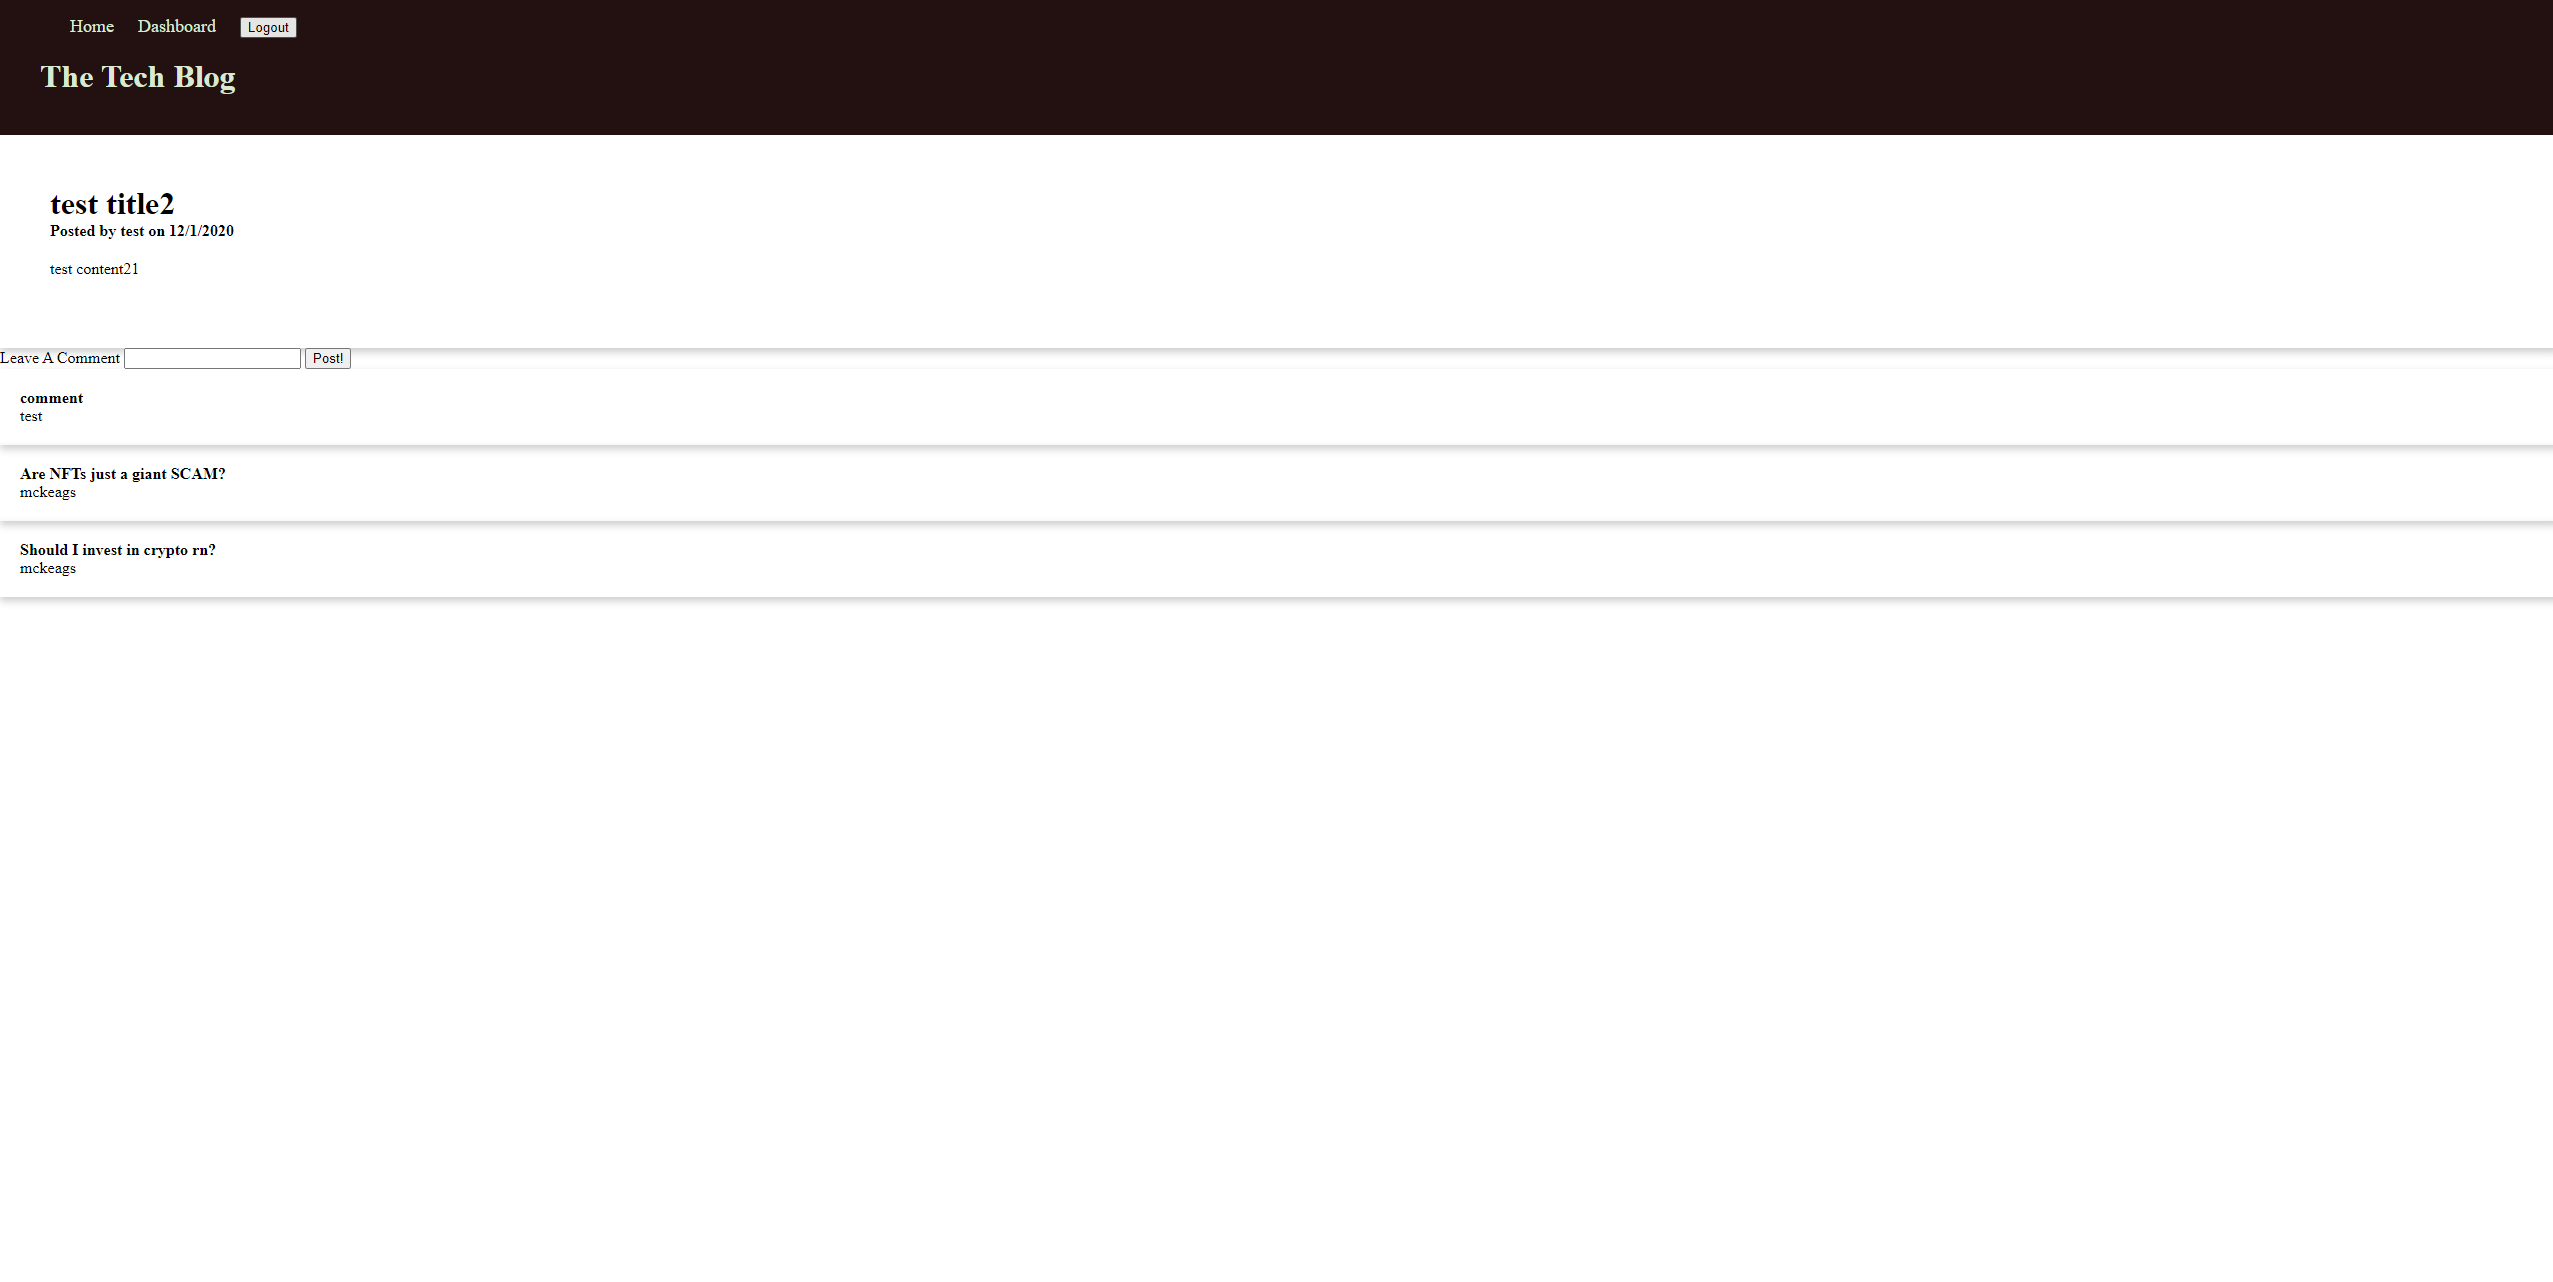 Home Dashboard Logout
The Tech Blog
test title2
Posted by test on 12/1/2020
test content21
Leave A Comment Post!
comment
test
Are NFTs just a giant SCAM?
mckeags
Should I invest in crypto rn?
mckeags